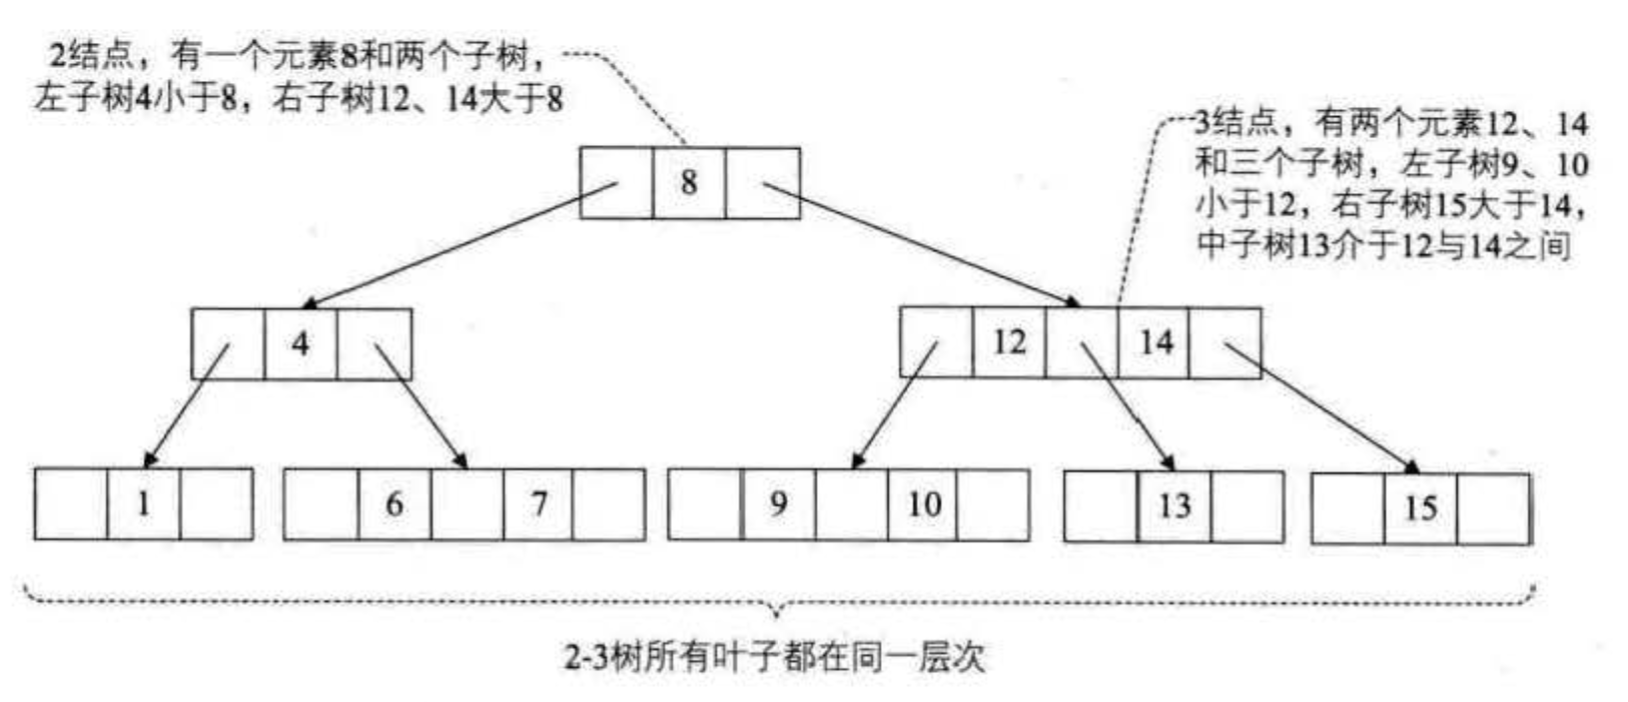 2结点，有一个元素8和两个子树，
左子树4小于8，右子树12、14大于8
3结点，有两个元素12、14
和三个子树，左子树9、10
小于12，右子树15大于14，
中子树13介于12与14之间
8
4
12 14
1
6 7
9 10
13
15
2-3树所有叶子都在同一层次